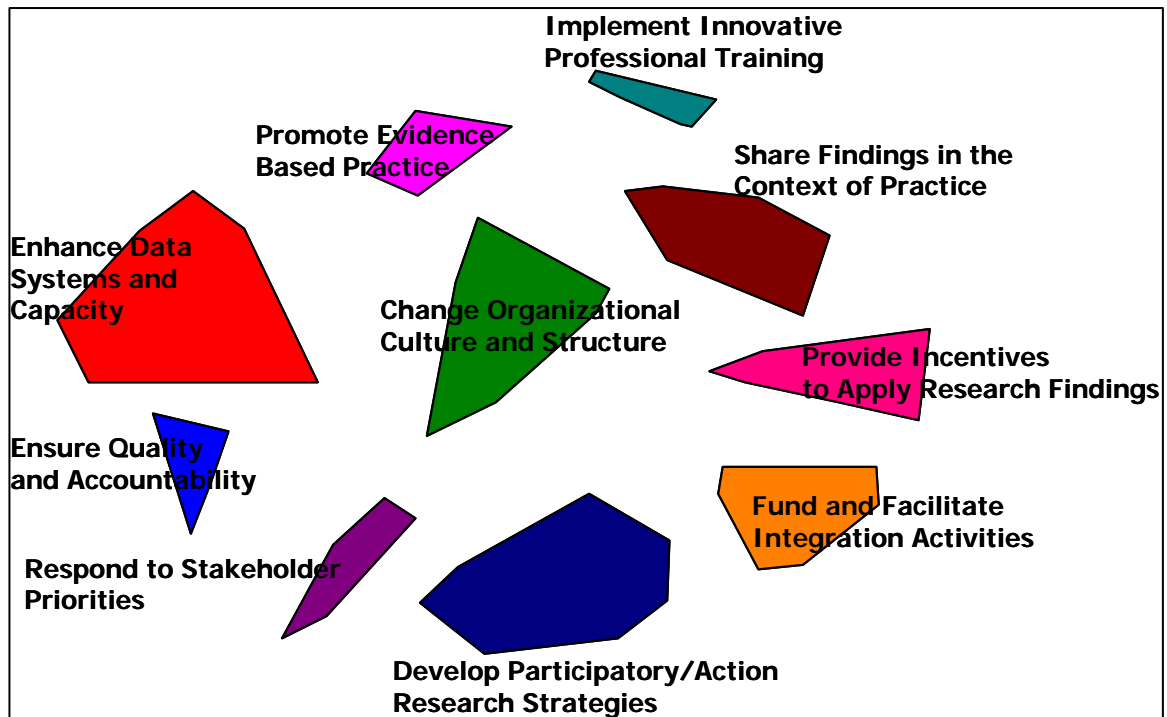 Implement Innovative
Professional Training
Promote Evidence
Based Practice
Share Findings in the
Context of Practice
Enhance Data
Systems and
Capacity
Change Organizational
Culture and Structure
Provide Incentives
to Apply Research Findings
Ensure Quality
and Accountability
Fund and Facilitate
Integration Activities
Respond to Stakeholder
Priorities
Develop Participatory/Action
Research Strategies